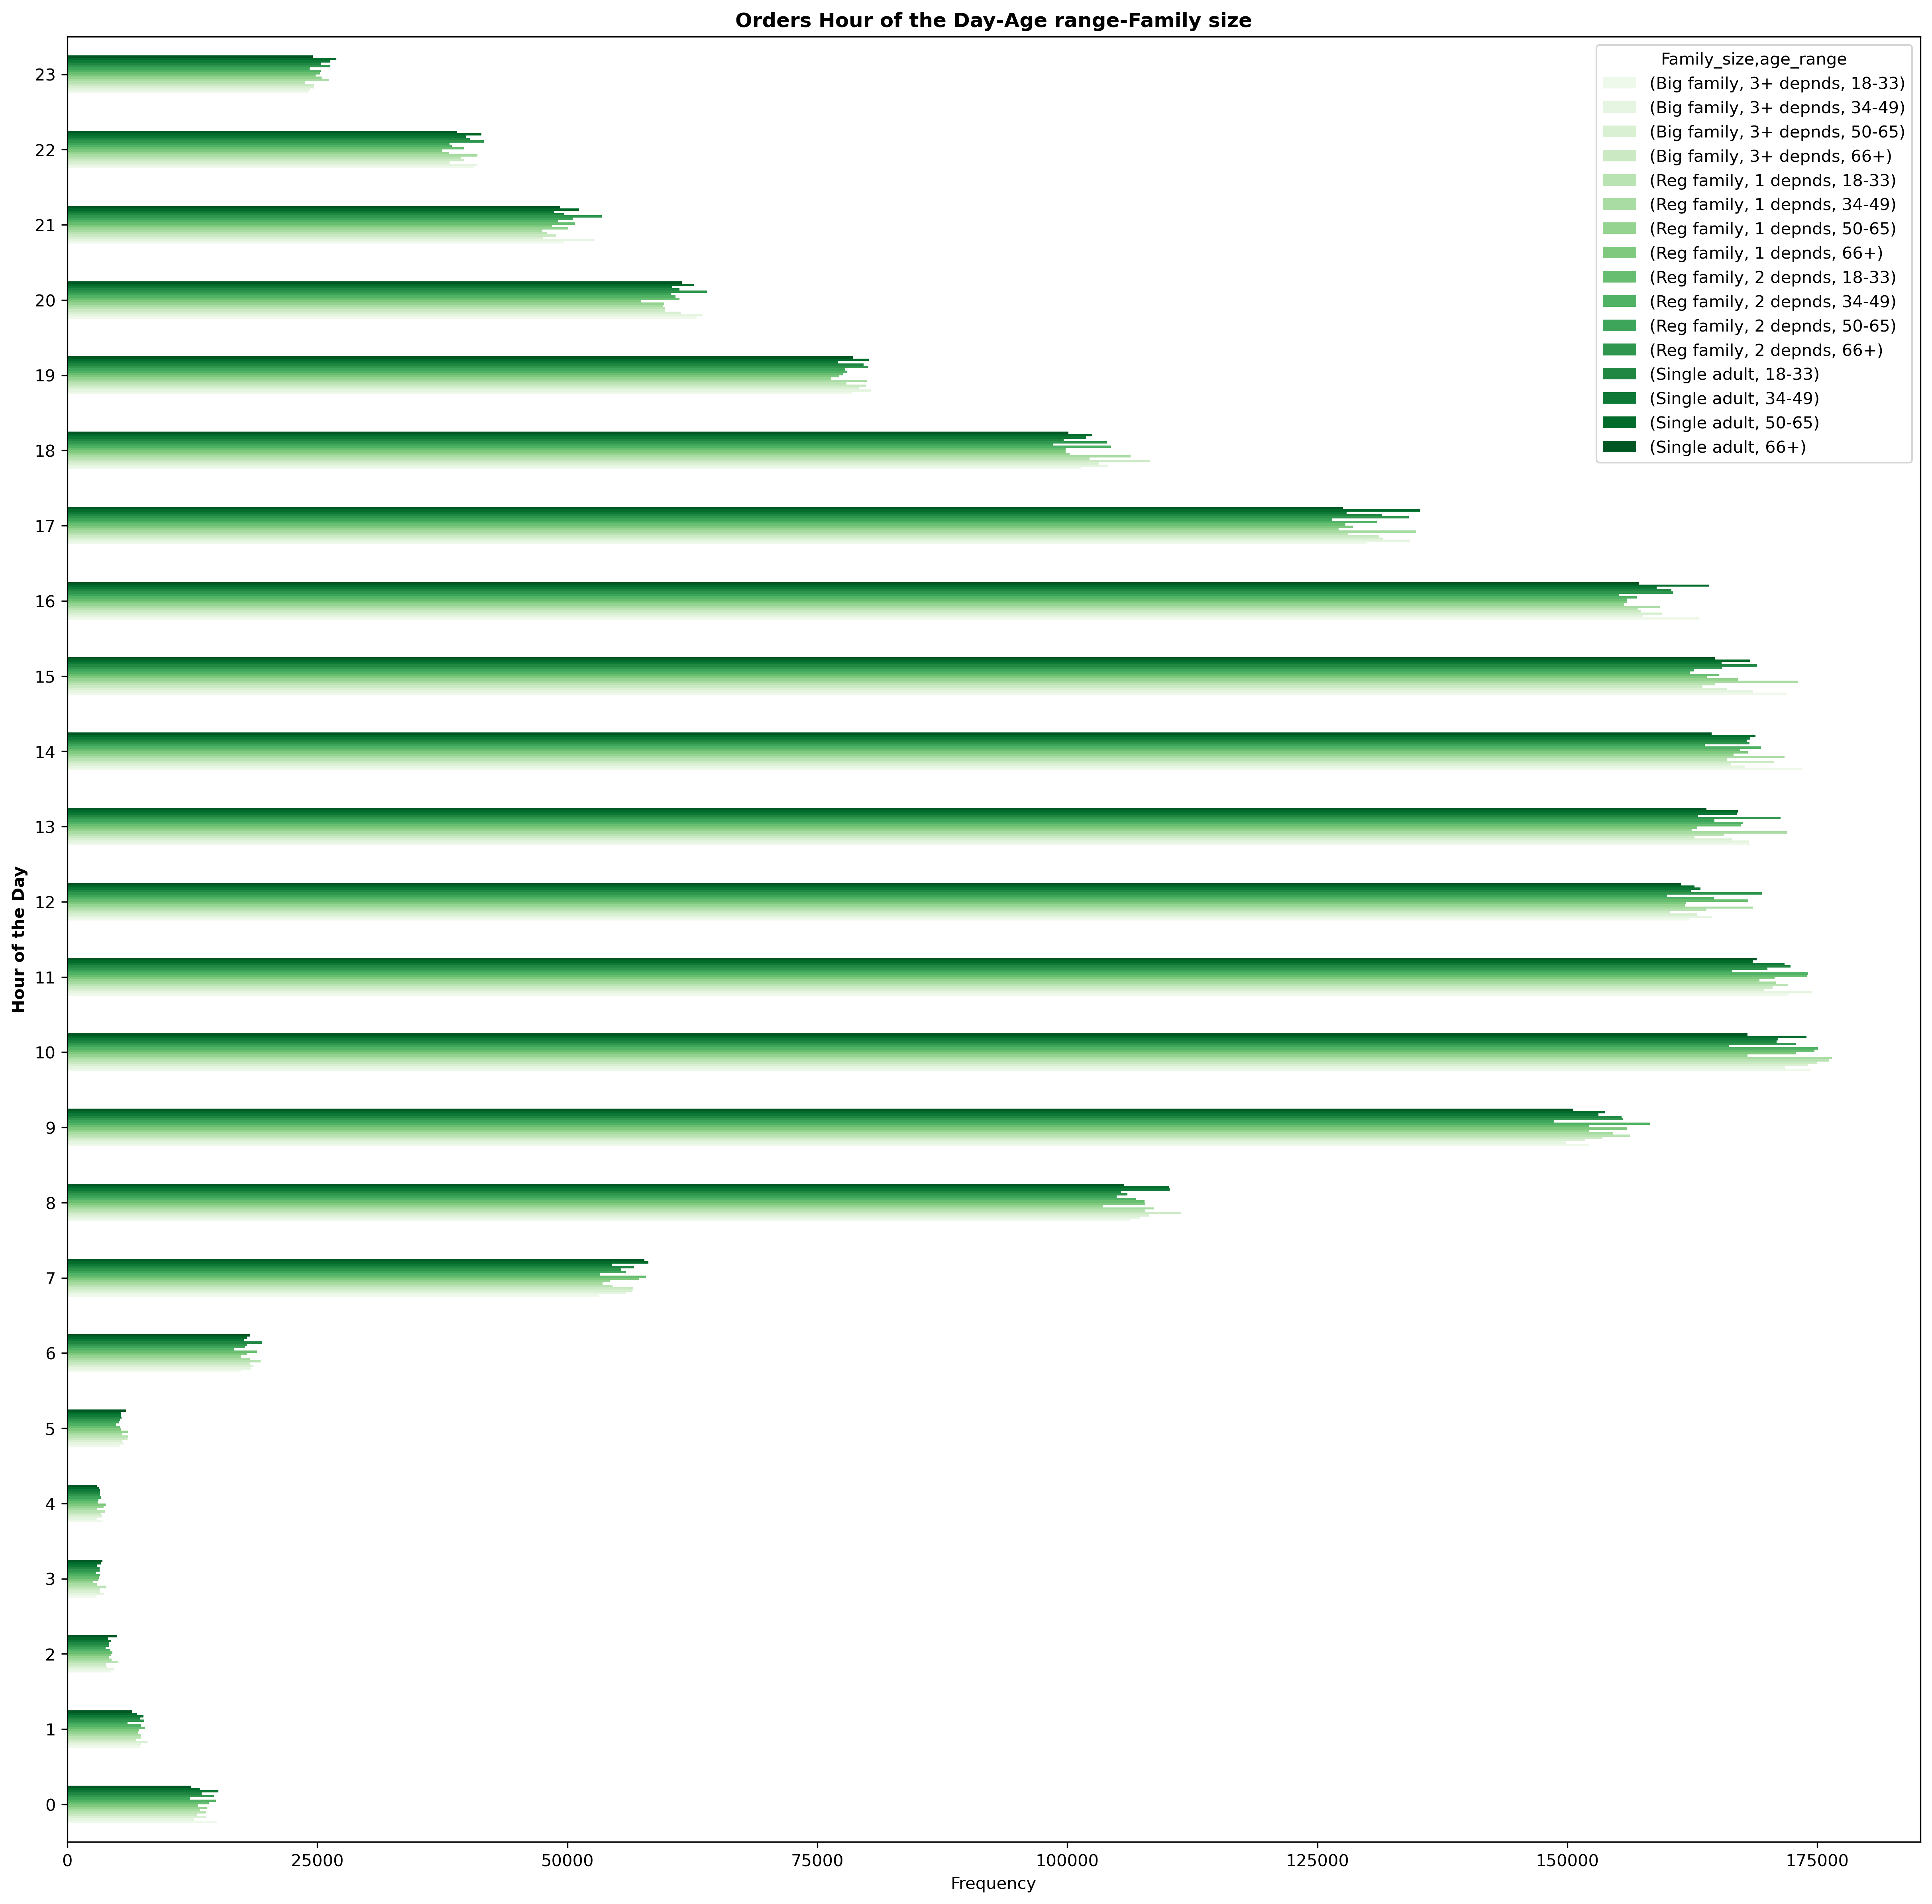 Orders Hour of the Day-Age range-Family size
Family_size,age_range
(Big family, 3+ depnds, 18-33)
(Big family, 3+ depnds, 34-49)
(Big family, 3+ depnds, 50-65)
(Big family, 3+ depnds, 66+)
(Reg family, 1 depnds, 18-33)
(Reg family, 1 depnds, 34-49)
(Reg family, 1 depnds, 50-65)
(Reg family, 1 depnds, 66+)
(Reg family, 2 depnds, 18-33)
(Reg family, 2 depnds, 34-49)
(Reg family, 2 depnds, 50-65)
(Reg family, 2 depnds, 66+)
(Single adult, 18-33)
(Single adult, 34-49)
(Single adult, 50-65)
(Single adult, 66+)
Hour of the Day
23
22
21
20
19
18
17
16
15
14
13
12
11
10
9
8
7
6
5
4
3
2
1
0
0 25000 50000 75000 100000 125000 150000 175000
Frequency